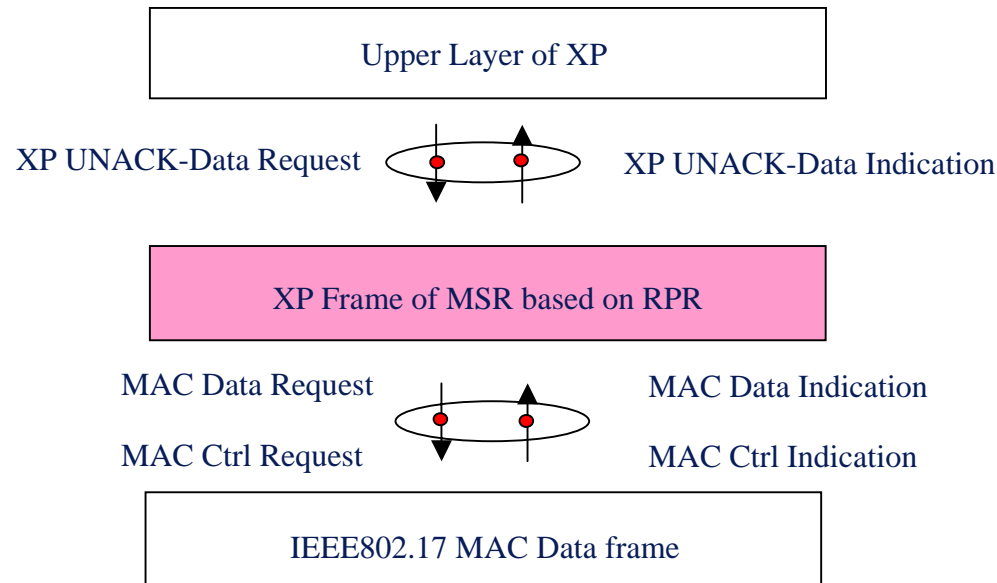 Upper Layer of XP
XP UNACK-Data Request
XP UNACK-Data Indication
XP Frame of MSR based on RPR
MAC Data Request
MAC Data Indication
MAC Ctrl Request
MAC Ctrl Indication
IEEE802.17 MAC Data frame